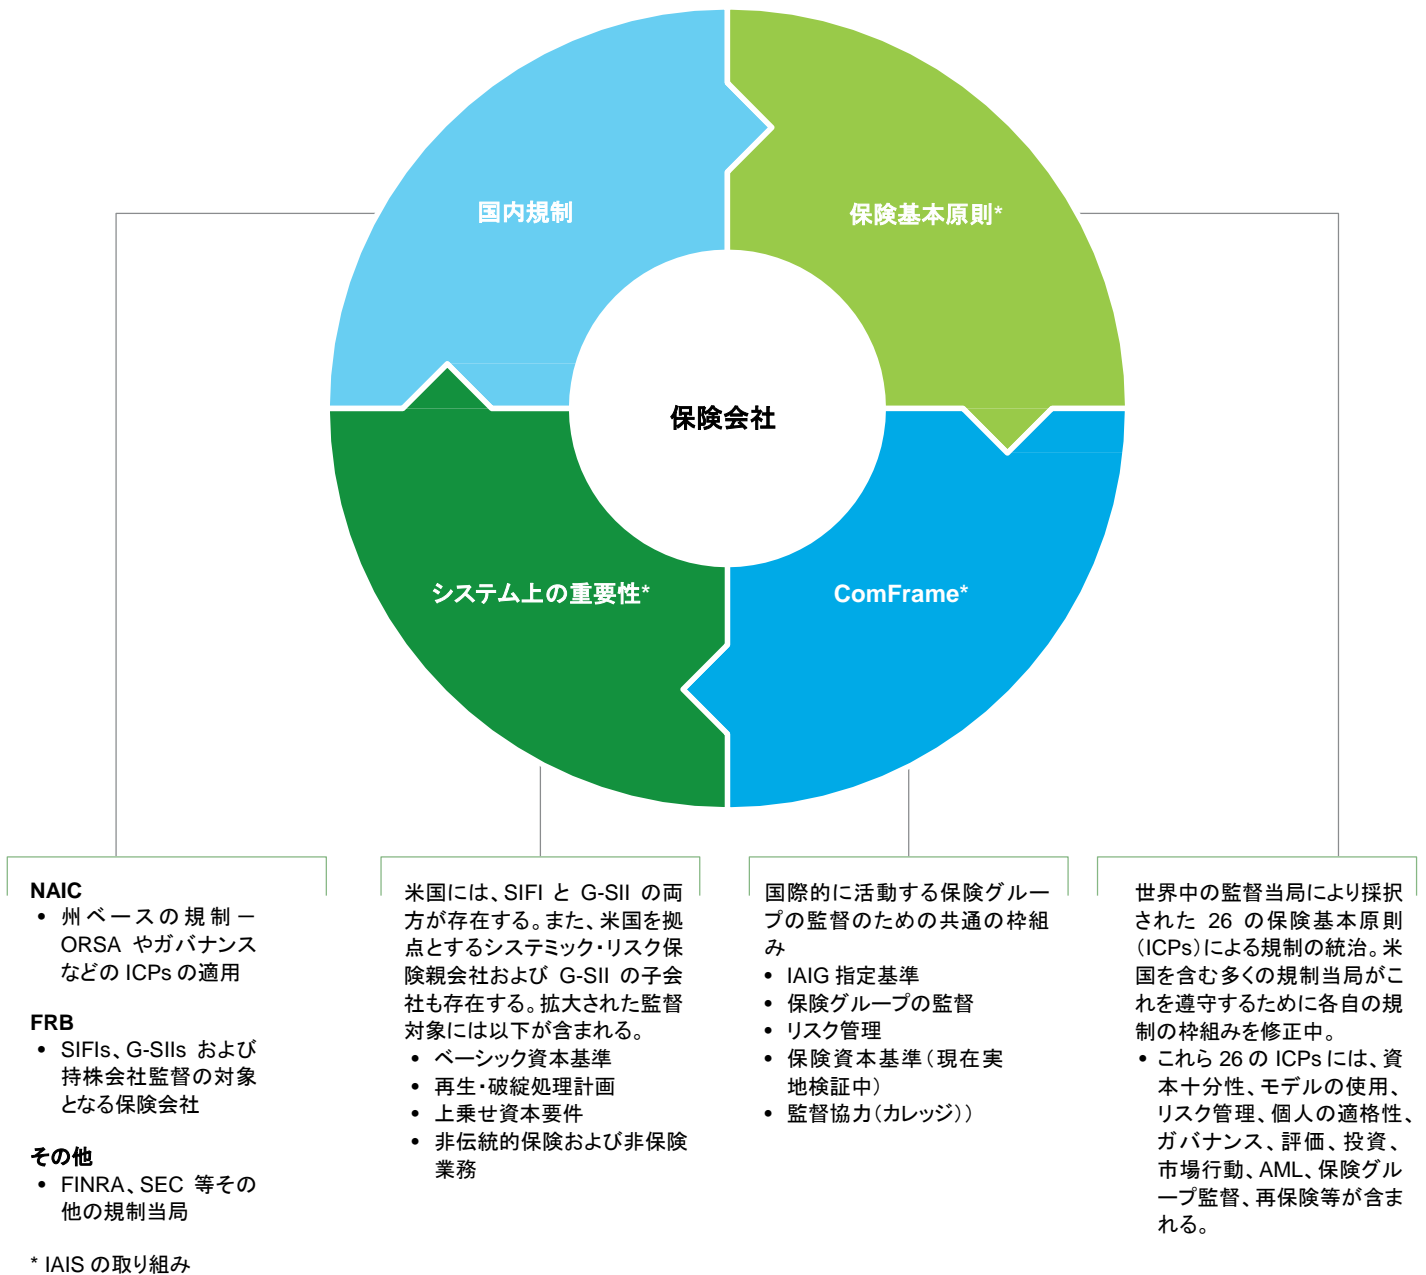 国内規制
保険基本原則*
保険会社
システム上の重要性*
ComFrame*
NAIC
• 州ベースの規制－
ORSA やガバナンス
などの ICPs の適用
FRB
• SIFIs、G-SIIs および
持株会社監督の対象
となる保険会社
その他
• FINRA、SEC 等その
他の規制当局
* IAIS の取り組み
米国には、SIFI と G-SII の両
方が存在する。また、米国を拠
点とするシステミック・リスク保
険親会社および G-SII の子会
社も存在する。拡大された監督
対象には以下が含まれる。
• ベーシック資本基準
• 再生・破綻処理計画
• 上乗せ資本要件
• 非伝統的保険および非保険
業務
国際的に活動する保険グルー
プの監督のための共通の枠組
み
• IAIG 指定基準
• 保険グループの監督
• リスク管理
• 保険資本基準（現在実
地検証中）
• 監督協力（カレッジ））
世界中の監督当局により採択
された 26 の保険基本原則
（ICPs）による規制の統治。米
国を含む多くの規制当局がこ
れを遵守するために各自の規
制の枠組みを修正中。
• これら 26 の ICPs には、資
本十分性、モデルの使用、
リスク管理、個人の適格性、
ガバナンス、評価、投資、
市場行動、AML、保険グル
ープ監督、再保険等が含ま
れる。